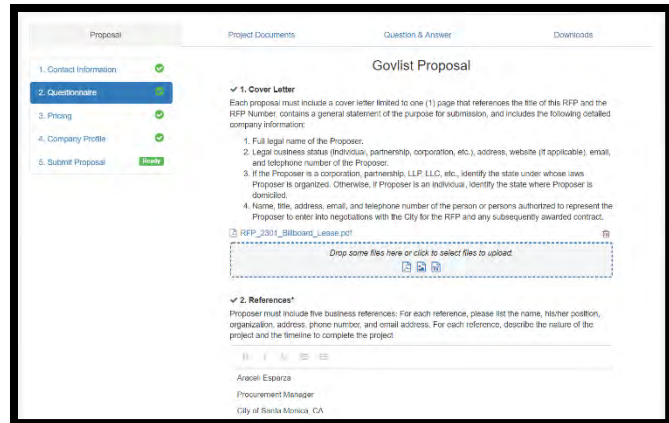 Proposal
Project Documents
Question & Answer
Downloads
1. Contact Information
2. Questionnaire
3. Pricing
4. Company Profile
5. Submit Proposal
Ready
Govlist Proposal
1. Cover Letter
Each proposal must include a cover letter limited to one (1) page that references the title of this RFP and the
RFP Number, contains a general statement of the purpose for submission, and includes the following detailed
company information:
1. Full legal name of the Proposer.
2. Legal business status (individual, partnership, corporation, etc.), address, website (if applicable), email,
and telephone number of the Proposer.
3. If the Proposer is a corporation, partnership, LLP, LLC, etc., identify the state under whose laws
Proposer is organized. Otherwise, if Proposer is an individual, identify the state where Proposer is
domiciled.
4. Name, title, address, email, and telephone number of the person or persons authorized to represent the
Proposer to enter into negotiations with the City for the RFP and any subsequently awarded contract.
RFP_2301_Billboard_Lease.pdf
Drop some files here or click to select files to upload.
2. References*
Proposer must include five business references: For each reference, please list the name, his/her position,
organization, address, phone number, and email address. For each reference, describe the nature of the
project and the timeline to complete the project
B I U
Araceli Esparza
Procurement Manager
City of Santa Monica, CA